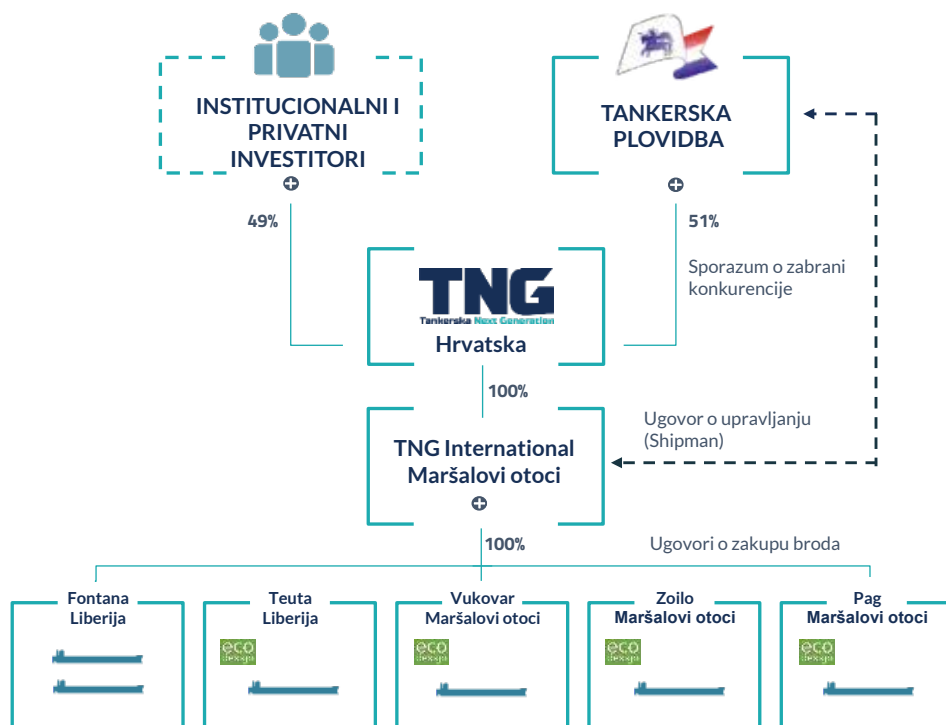 INSTITUCIONALNI I
PRIVATNI
INVESTITORI
TANKERSKA
PLOVIDBA
49%
51%
Sporazum o zabrani
konkurencije
TNG
Tankerska Next Generation
Hrvatska
100%
Ugovor o upravljanju
(Shipman)
TNG International
Maršalovi otoci
100%
Ugovori o zakupu broda
Fontana
Liberija
Teuta
Liberija
eco
design
Vukovar
Maršalovi otoci
eco
design
Zoilo
Maršalovi otoci
eco
design
Pag
Maršalovi otoci
eco
design